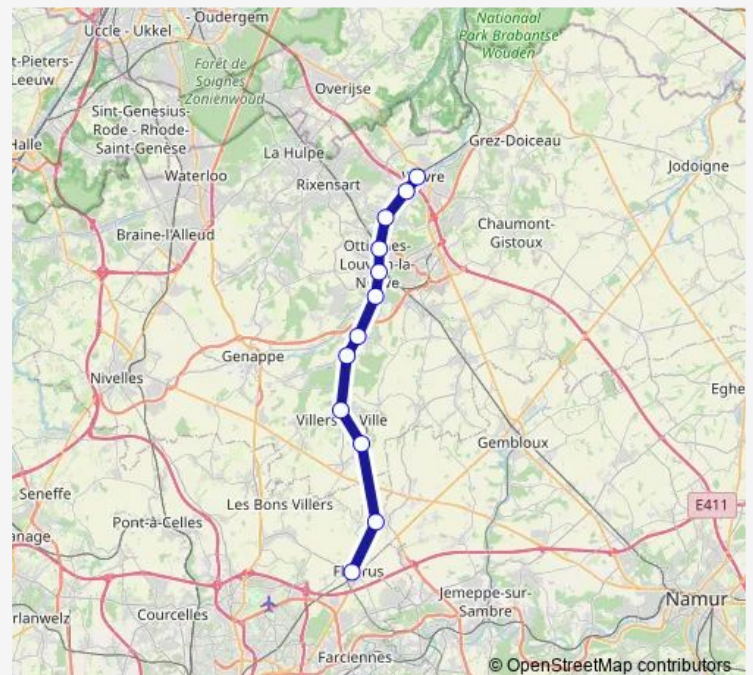 Uccle - Ukkel
- Oudergem
Nationaal
Park Brabantse
Wouden
t-Pieters-
Leeuw
Forêt de
Soignes
Zoniënwoud
Overijse
Sint-Genesius-
Rode - Rhode-
Saint-Genèse
Halle
La Hulpe
Grez-Doiceau
Waterloo
Rixensart
Jodoigne
Braine-l'Alleud
Chaumont-
Gistoux
Genappe
Nivelles
Eghe
Ville
Gembloux
Seneffe
Les Bons Villers
E411
Pont-à-Celles
anage
Jemeppe-sur-
Sambre
Namur
rlanwelz
Courcelles
Farciennes
© OpenStreetMap contributors